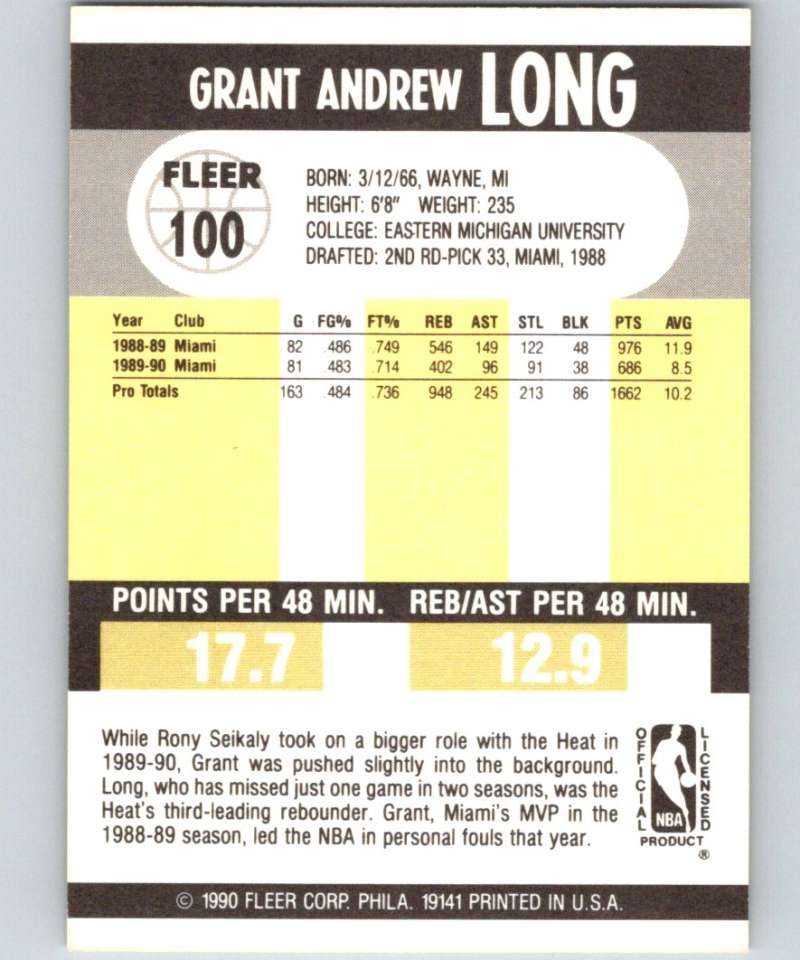 GRANT ANDREW LONG
FLEER
100
BORN: 3/12/66, WAYNE, MI
HEIGHT: 6'8" WEIGHT: 235
COLLEGE: EASTERN MICHIGAN UNIVERSITY
DRAFTED: 2ND RD-PICK 33, MIAMI, 1988
Year Club G FG% FT% REB AST STL BLK PTS AVG
1988-89 Miami 82 .486 .749 546 149 122 48 976 11.9
1989-90 Miami 81 .483 .714 402 96 91 38 686 8.5
Pro Totals 163 .484 .736 948 245 213 86 1662 10.2
POINTS PER 48 MIN. REB/AST PER 48 MIN.
17.7 12.9
While Rony Seikaly took on a bigger role with the Heat in
1989-90, Grant was pushed slightly into the background.
Long, who has missed just one game in two seasons, was the
Heat's third-leading rebounder. Grant, Miami's MVP in the
1988-89 season, led the NBA in personal fouls that year.
OFFICIAL
LICENSED
NBA
PRODUCT
®
© 1990 FLEER CORP. PHILA. 19141 PRINTED IN U.S.A.